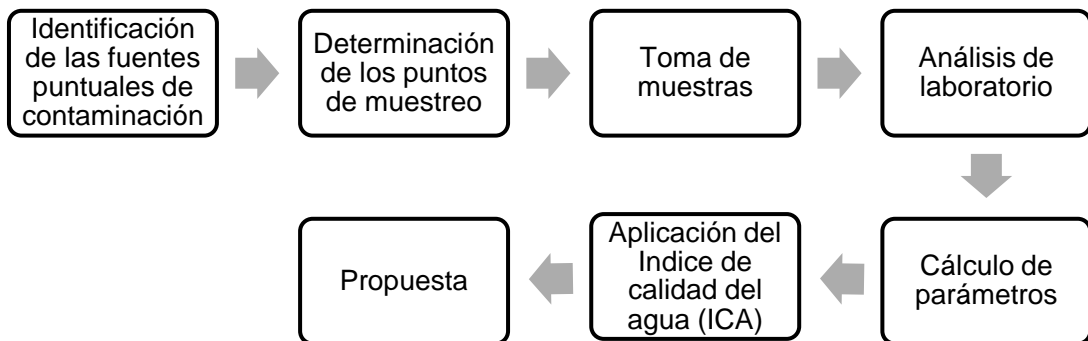 Identificación
de las fuentes
puntuales de
contaminación
Determinación
de los puntos
de muestreo
Toma de
muestras
Análisis de
laboratorio
Cálculo de
parámetros
Aplicación del
Indice de
calidad del
agua (ICA)
Propuesta